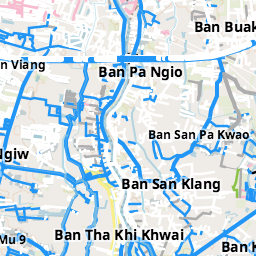 Ban Buak
n Viang
Ban Pa Ngio
Ban San Pa Kwao
Ngiw
Ban San Klang
Ban Tha Khi Khwai
Mu 9
Ban K